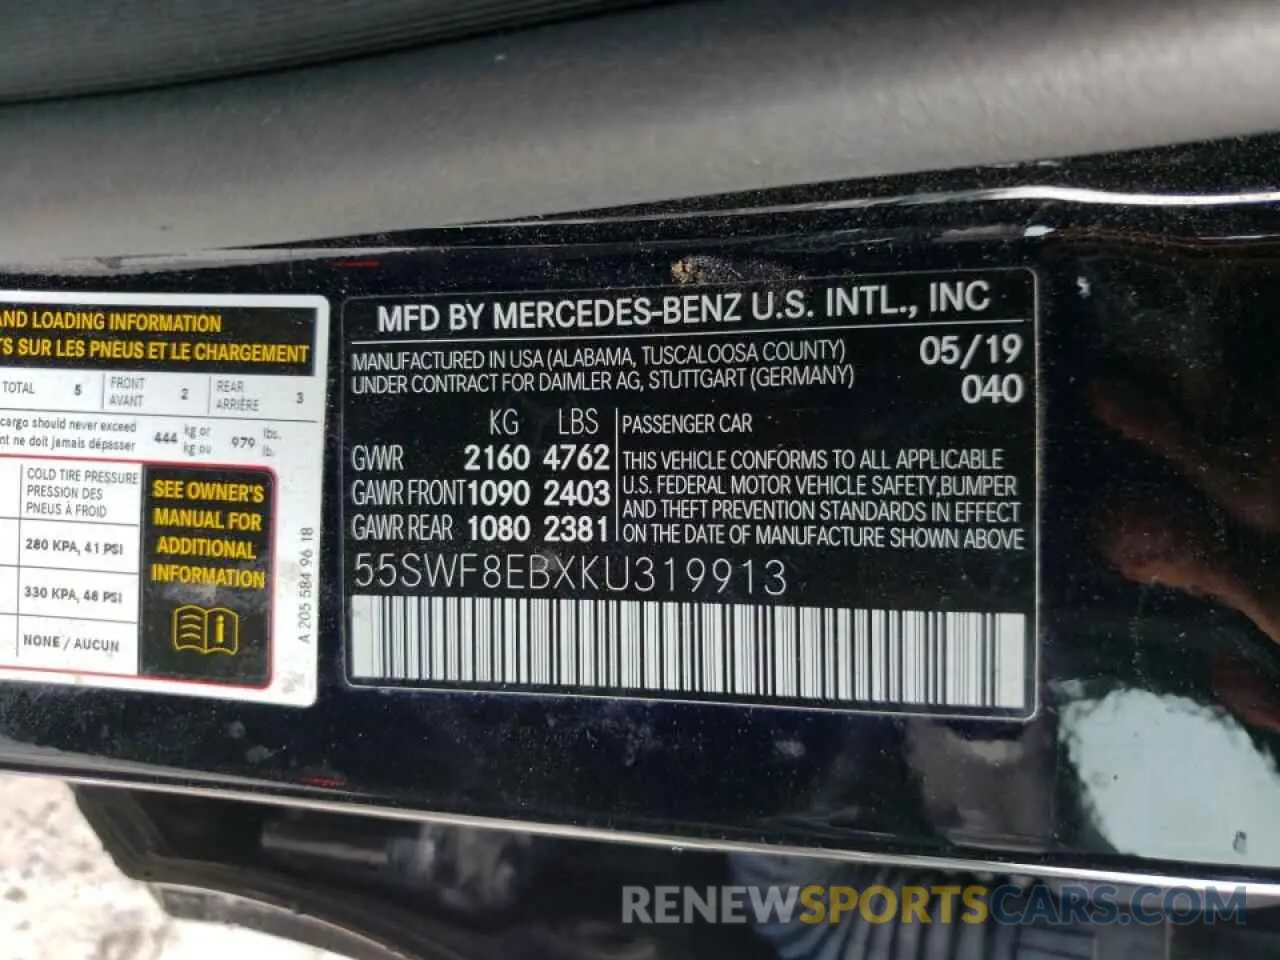 AND LOADING INFORMATION
TS SUR LES PNEUS ET LE CHARGEMENT
TOTAL 5 FRONT AVANT 2 REAR ARRIÈRE 3
cargo should never exceed
nt ne doit jamais dépasser
444 kg or kg ou 979 lbs. lb.
COLD TIRE PRESSURE
PRESSION DES
PNEUS À FROID
280 KPA, 41 PSI
330 KPA, 48 PSI
NONE / AUCUN
SEE OWNER'S
MANUAL FOR
ADDITIONAL
INFORMATION
A 205 584 96 18
MFD BY MERCEDES-BENZ U.S. INTL., INC
MANUFACTURED IN USA (ALABAMA, TUSCALOOSA COUNTY)
UNDER CONTRACT FOR DAIMLER AG, STUTTGART (GERMANY)
05/19
040
KG LBS
GVWR 2160 4762
GAWR FRONT 1090 2403
GAWR REAR 1080 2381
PASSENGER CAR
THIS VEHICLE CONFORMS TO ALL APPLICABLE
U.S. FEDERAL MOTOR VEHICLE SAFETY,BUMPER
AND THEFT PREVENTION STANDARDS IN EFFECT
ON THE DATE OF MANUFACTURE SHOWN ABOVE
55SWF8EBXKU319913
RENEWSPORTSCARS.COM